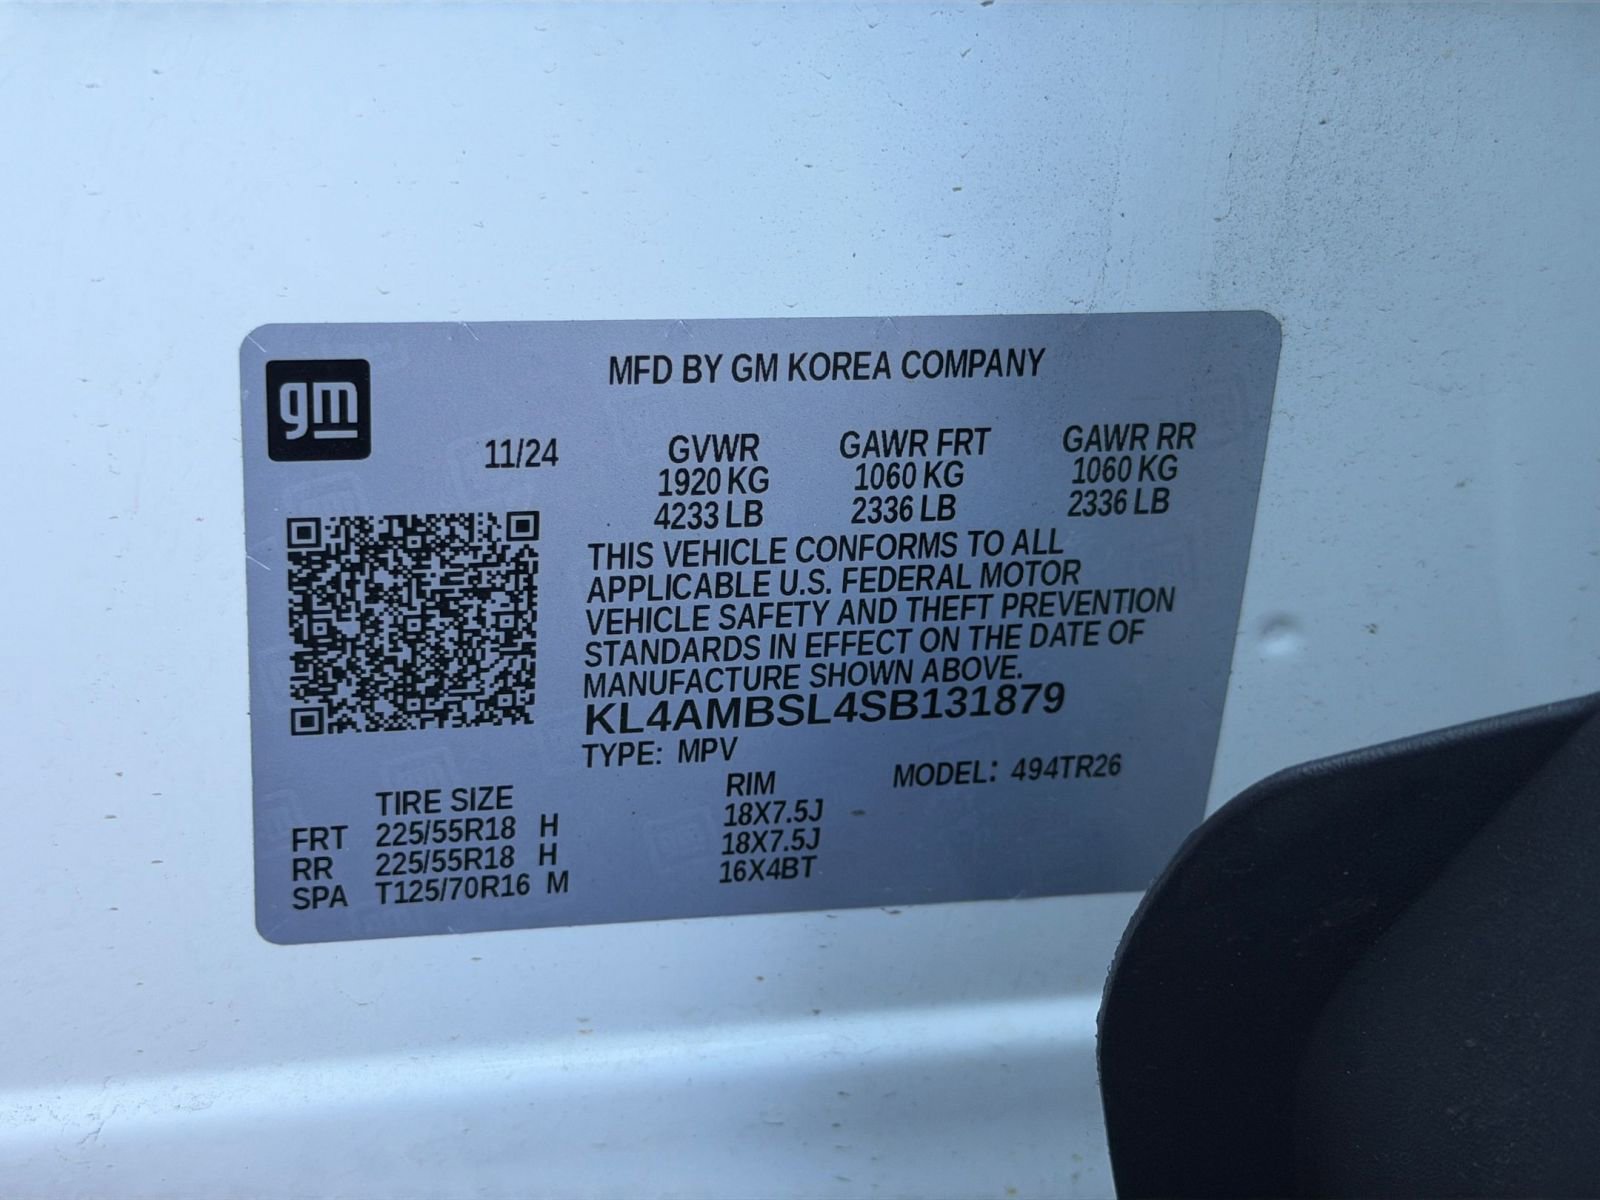 gm
MFD BY GM KOREA COMPANY
11/24 GVWR GAWR FRT GAWR RR
1920 KG 1060 KG 1060 KG
4233 LB 2336 LB 2336 LB
THIS VEHICLE CONFORMS TO ALL
APPLICABLE U.S. FEDERAL MOTOR
VEHICLE SAFETY AND THEFT PREVENTION
STANDARDS IN EFFECT ON THE DATE OF
MANUFACTURE SHOWN ABOVE.
KL4AMBSL4SB131879
TYPE: MPV MODEL: 494TR26
TIRE SIZE RIM
FRT 225/55R18 H 18X7.5J
RR 225/55R18 H 18X7.5J
SPA T125/70R16 M 16X4BT